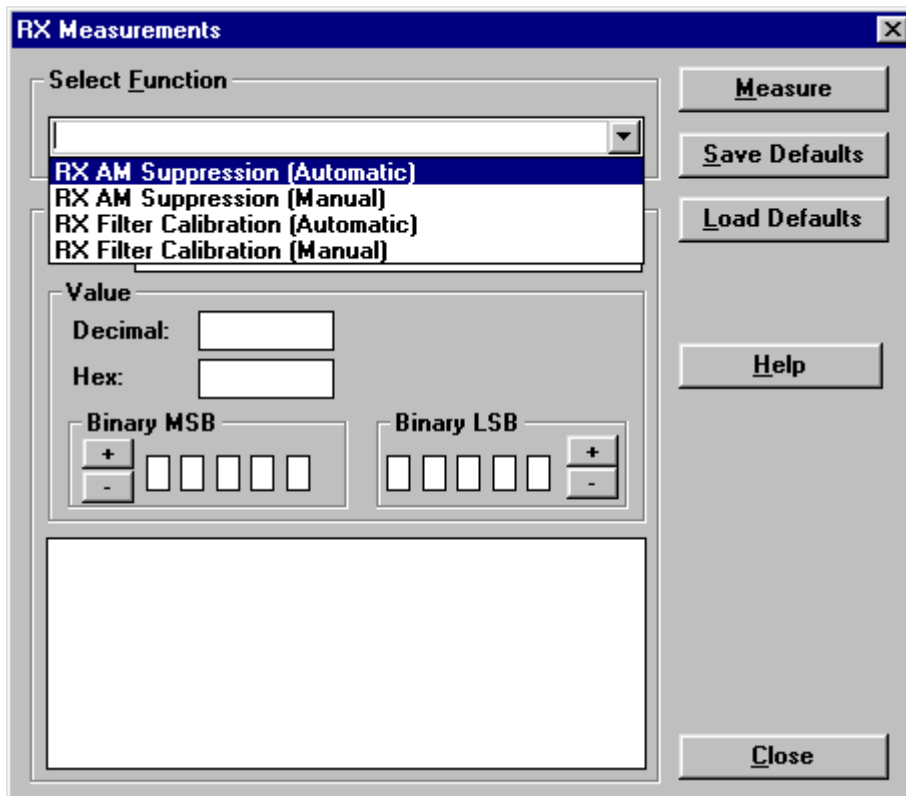 RX Measurements
Select Function
Measure
Save Defaults
Load Defaults
RX AM Suppression (Automatic)
RX AM Suppression (Manual)
RX Filter Calibration (Automatic)
RX Filter Calibration (Manual)
Value
Decimal:
Hex:
Help
Binary MSB
+
-
Binary LSB
+
-
Close